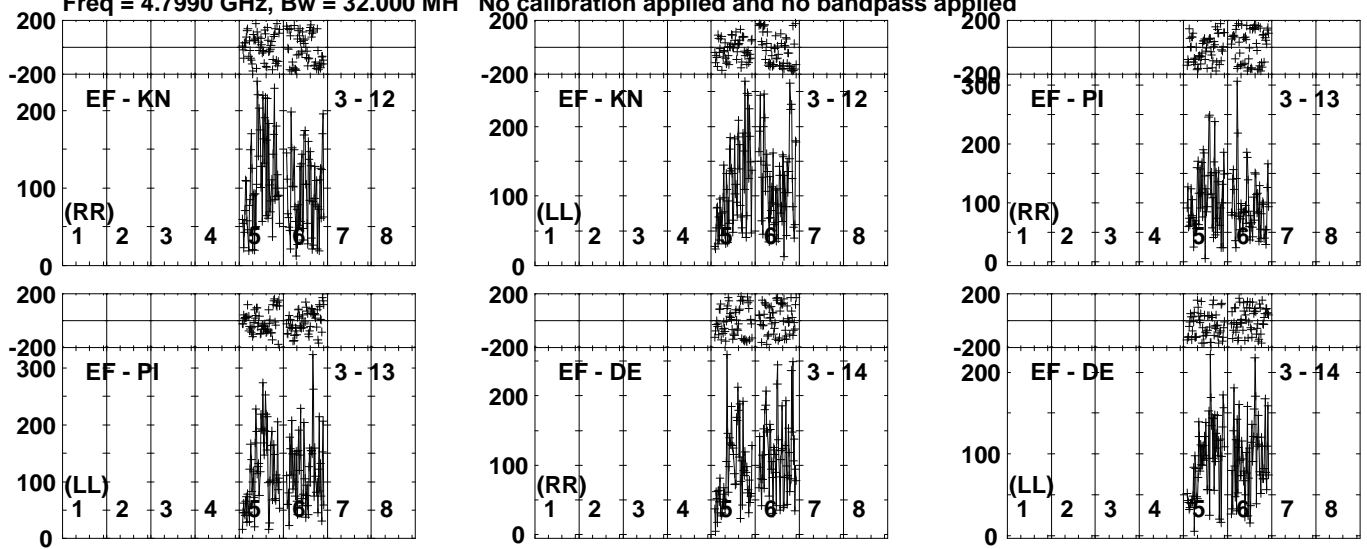 Freq = 4.7990 GHz, Bw = 32.000 MH No calibration applied and no bandpass applied
200 200 200
-200 -200 -200
EF - KN 3 - 12 EF - KN 3 - 12 300 EF - PI 3 - 13
200 200 200
100 100 100
(RR) (LL) (RR)
1 2 3 4 5 6 7 8 1 2 3 4 5 6 7 8 1 2 3 4 5 6 7 8
0 0 0
200 200 200
-200 -200 -200
300 EF - PI 3 - 13 EF - DE 3 - 14 200 EF - DE 3 - 14
200 200
100 100 100
(LL) (RR) (LL)
1 2 3 4 5 6 7 8 1 2 3 4 5 6 7 8 1 2 3 4 5 6 7 8
0 0 0